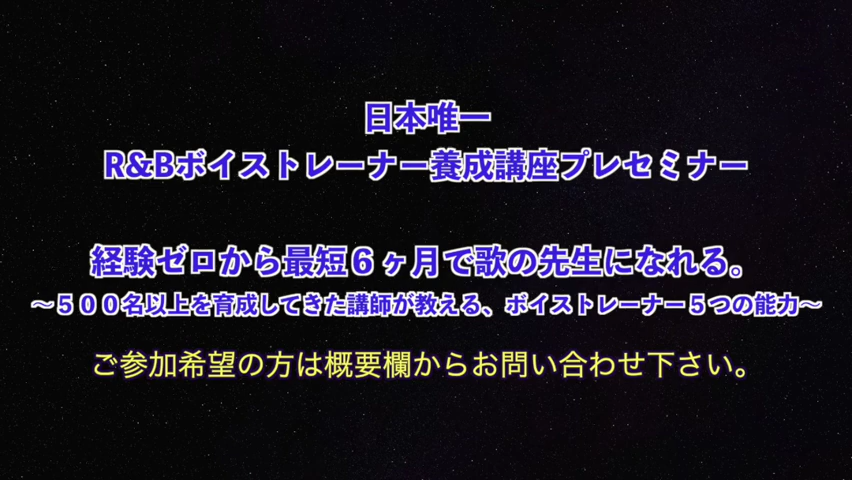 日本唯一
R&Bボイストレーナー養成講座プレセミナー
経験ゼロから最短６ヶ月で歌の先生になれる。
～５００名以上を育成してきた講師が教える、ボイストレーナー５つの能力～
ご参加希望の方は概要欄からお問い合わせ下さい。